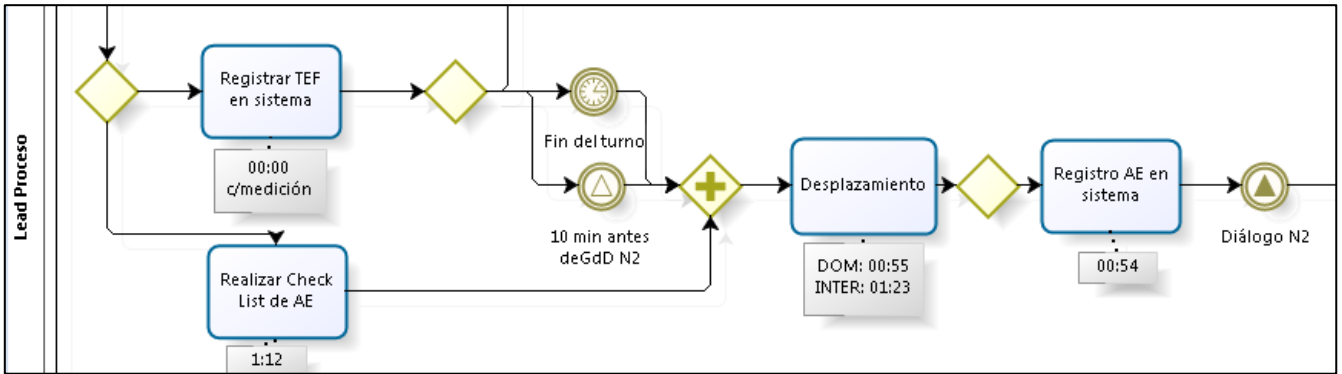 Lead Proceso
Registrar TEF
en sistema
00:00
c/medición
Realizar Check
List de AE
1:12
Fin del turno
10 min antes
deGdD N2
Desplazamiento
DOM: 00:55
INTER: 01:23
Registro AE en
sistema
00:54
Diálogo N2